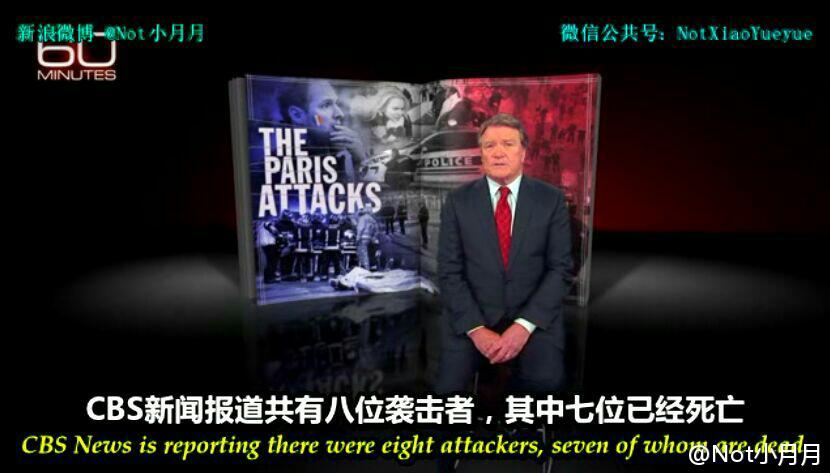 新浪微博 @Not小月月
微信公共号：NotXiaoYueyue
60
MINUTES
THE
PARIS
ATTACKS
POLICE
CBS新闻报道共有八位袭击者，其中七位已经死亡
CBS News is reporting there were eight attackers, seven of whom are dead.
@Not小月月